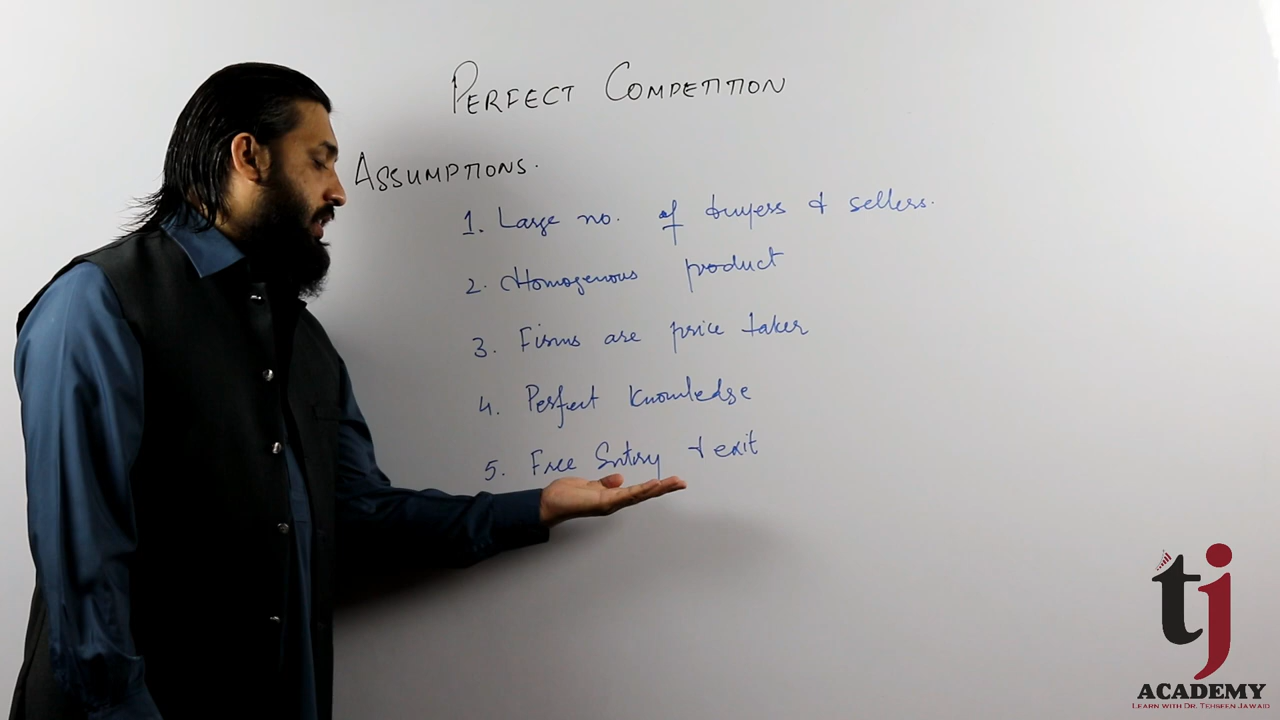 PERFECT COMPETITION
ASSUMPTIONS.
1. Large no. of buyers & sellers.
2. Homogenous product
3. Firms are price taker
4. Perfect Knowledge
5. Free Entry & exit
tj
ACADEMY
LEARN WITH DR. TEHSEEN JAWAID